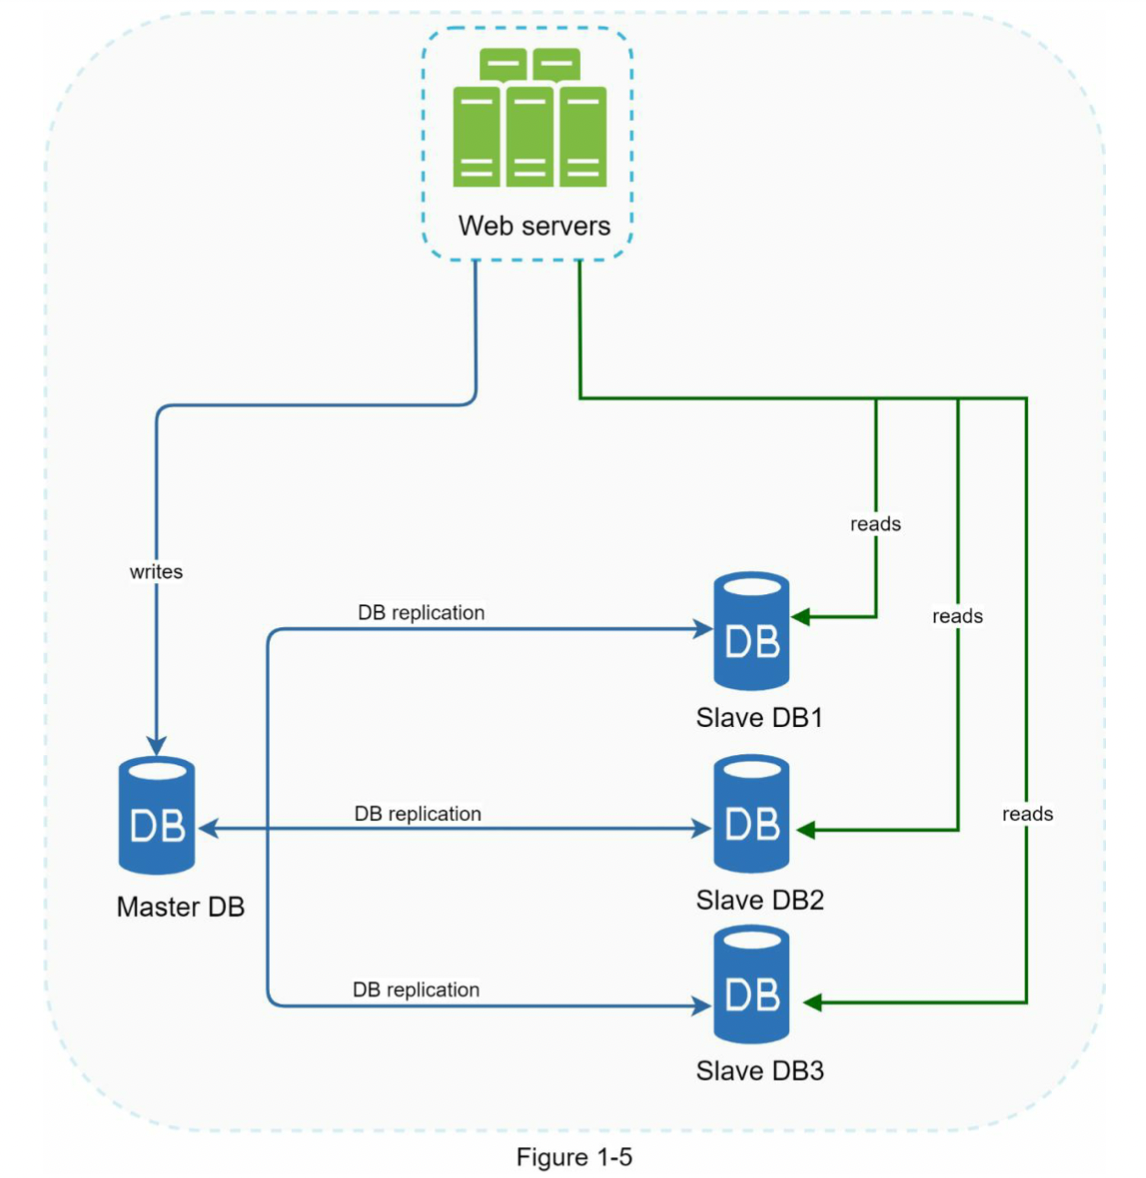 Web servers
reads
writes
DB replication
reads
DB
Slave DB1
DB replication
reads
DB
DB
Master DB
Slave DB2
DB replication
DB
Slave DB3
Figure 1-5